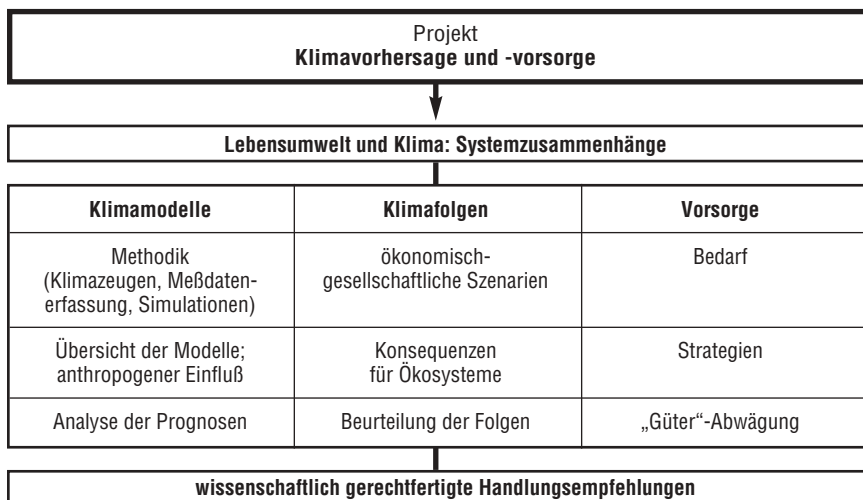 Projekt
Klimavorhersage und -vorsorge
Lebensumwelt und Klima: Systemzusammenhänge
Klimamodelle
Klimafolgen
Vorsorge
Methodik
(Klimazeugen, Meßdaten-
erfassung, Simulationen)
ökonomisch-
gesellschaftliche Szenarien
Bedarf
Übersicht der Modelle;
anthropogener Einfluß
Konsequenzen
für Ökosysteme
Strategien
Analyse der Prognosen
Beurteilung der Folgen
„Güter“-Abwägung
wissenschaftlich gerechtfertigte Handlungsempfehlungen